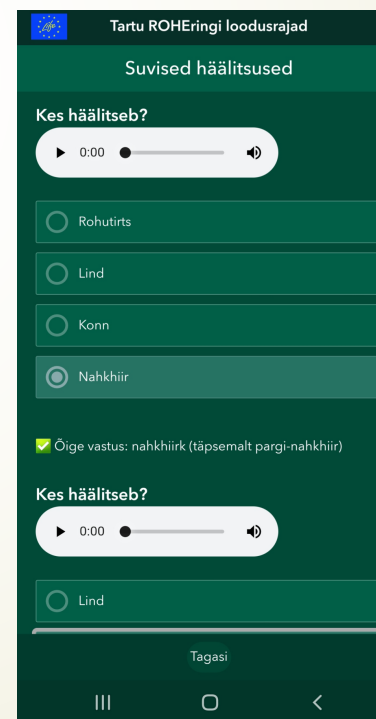 life
Tartu ROHEringi loodusrajad
Suvised häälitsused
Kes häälitseb?
0:00
Rohutirts
Lind
Konn
Nahkhiir
✅ Õige vastus: nahkhiirk (täpsemalt pargi-nahkhiir)
Kes häälitseb?
0:00
Lind
Tagasi